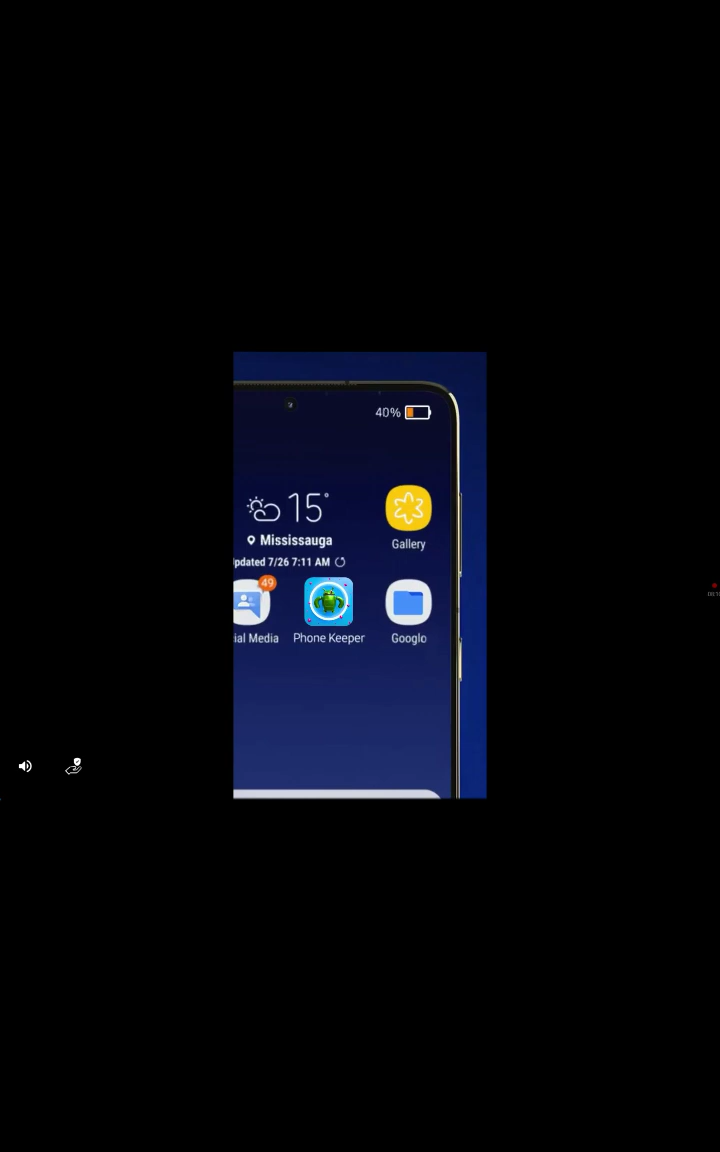 40%
15°
Mississauga
pdated 7/26 7:11 AM
Gallery
49
ial Media
Phone Keeper
Googlo